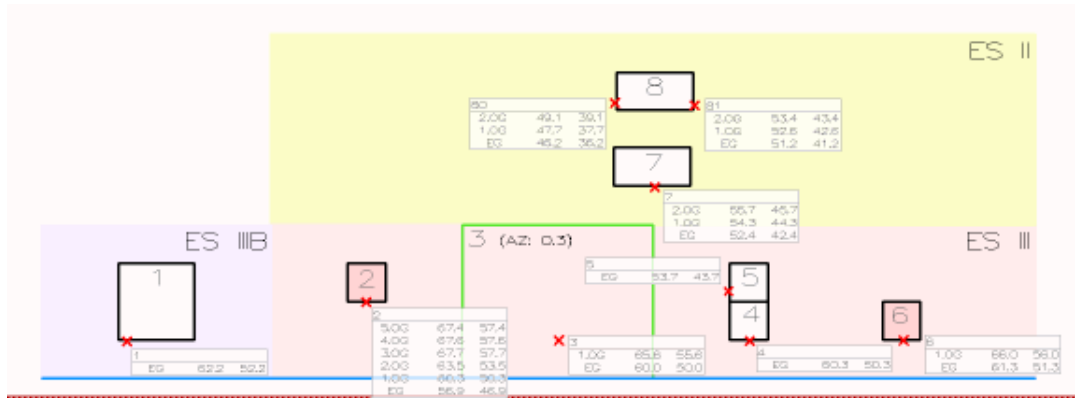 ES II
8
80
2.OG 49.1 39.1
1.OG 47.7 37.7
EG 46.2 36.2
81
2.OG 53.4 43.4
1.OG 52.6 42.6
EG 51.2 41.2
7
7
2.OG 55.7 45.7
1.OG 54.3 44.3
EG 52.4 42.4
ES IIIB
3 (AZ: 0.3)
ES III
1
2
5
EG 53.7 43.7
5
4
6
2
5.OG 67.4 57.4
4.OG 67.6 57.6
3.OG 67.7 57.7
2.OG 63.5 53.5
1.OG
EG 56.9 46.9
3
1.OG 65.6 55.6
EG 60.0 50.0
1
EG 62.2 52.2
4
EG 60.3 50.3
6
1.OG 66.0 56.0
EG 61.3 51.3